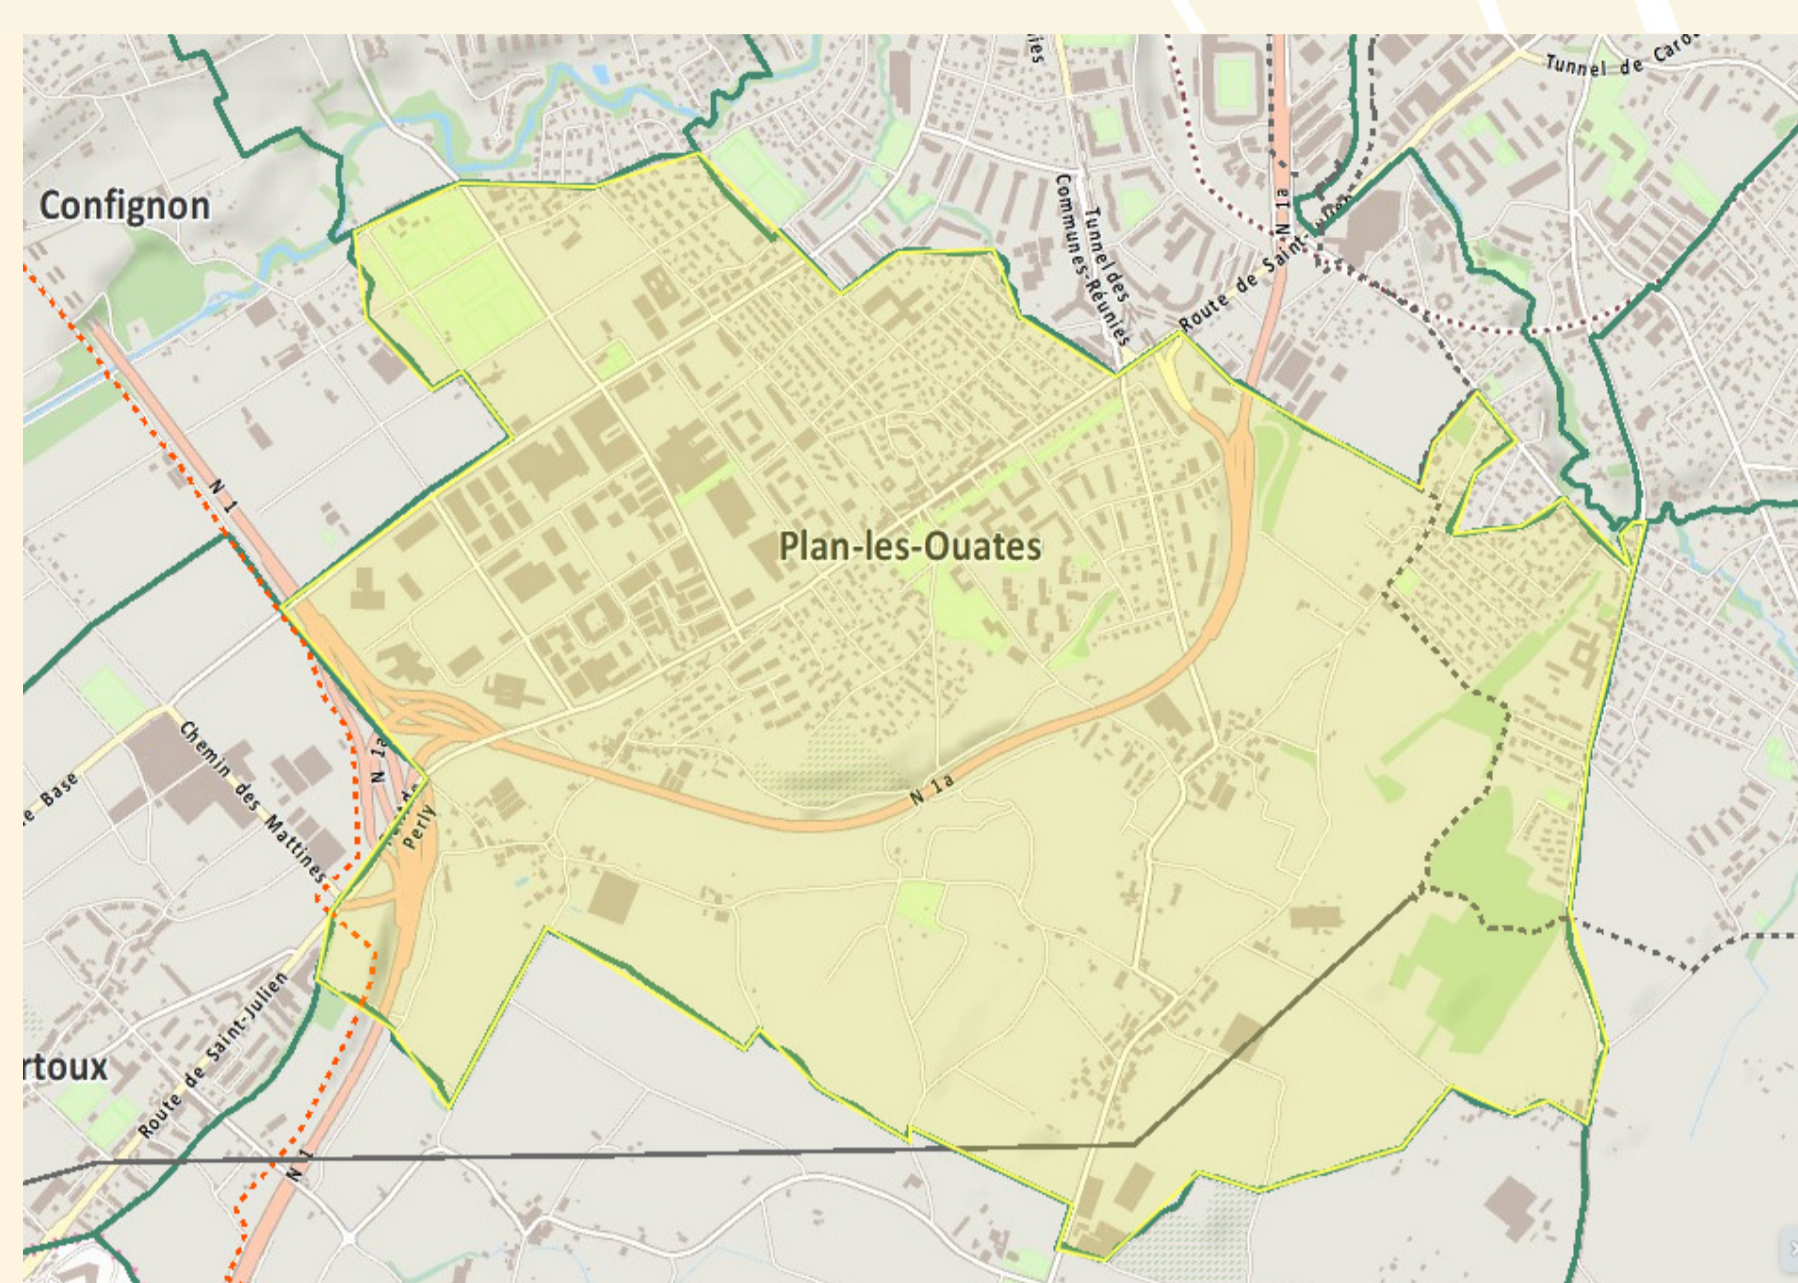 Tunnel de Caro
Confignon
N 1a
Communes-Réunies
Tunnel des
Route de Saint-Julien
N 1
Plan-les-Ouates
Chemin des Mattines
N 1a
N 1a
Base
Perly
Route de Saint-Julien
rtoux
N 1